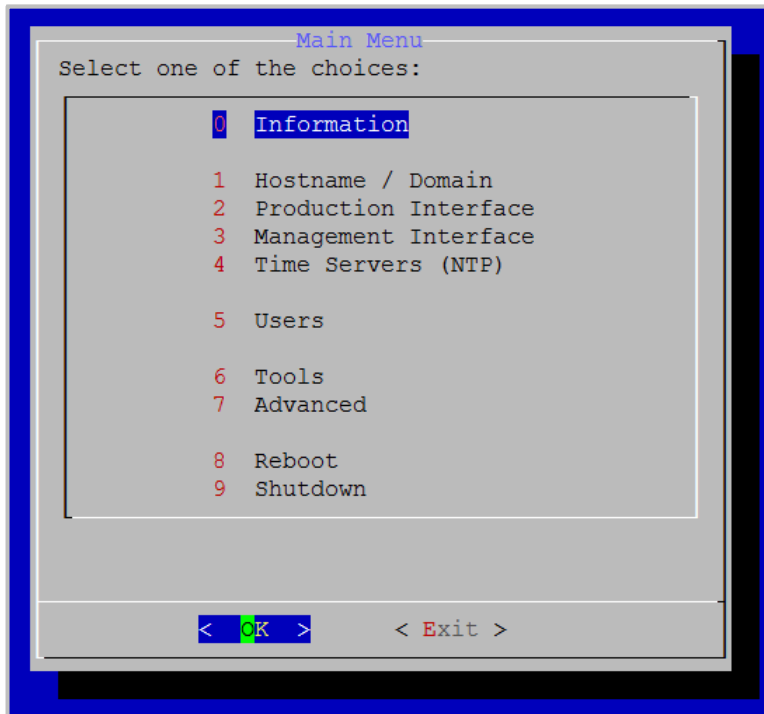 Main Menu
Select one of the choices:
0 Information
1 Hostname / Domain
2 Production Interface
3 Management Interface
4 Time Servers (NTP)
5 Users
6 Tools
7 Advanced
8 Reboot
9 Shutdown
< OK > < Exit >